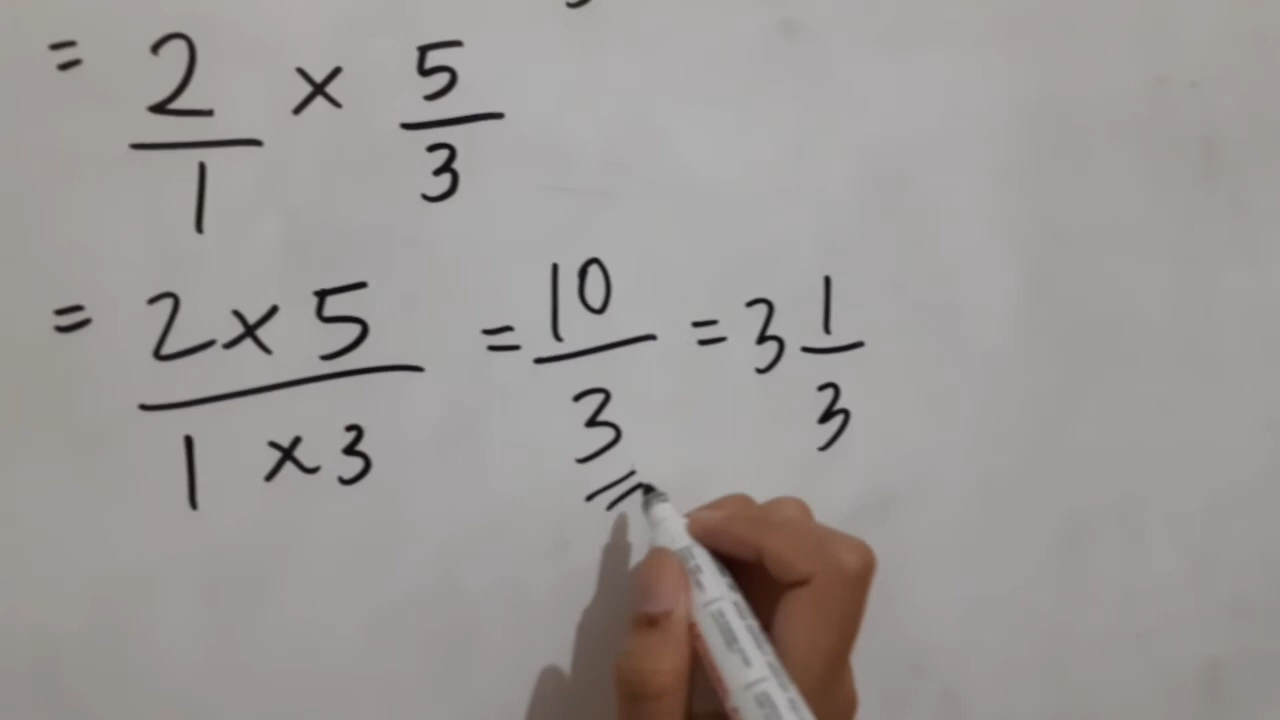 = 2/1 × 5/3
= 2 × 5 / 1 × 3 = 10/3 = 3 1/3